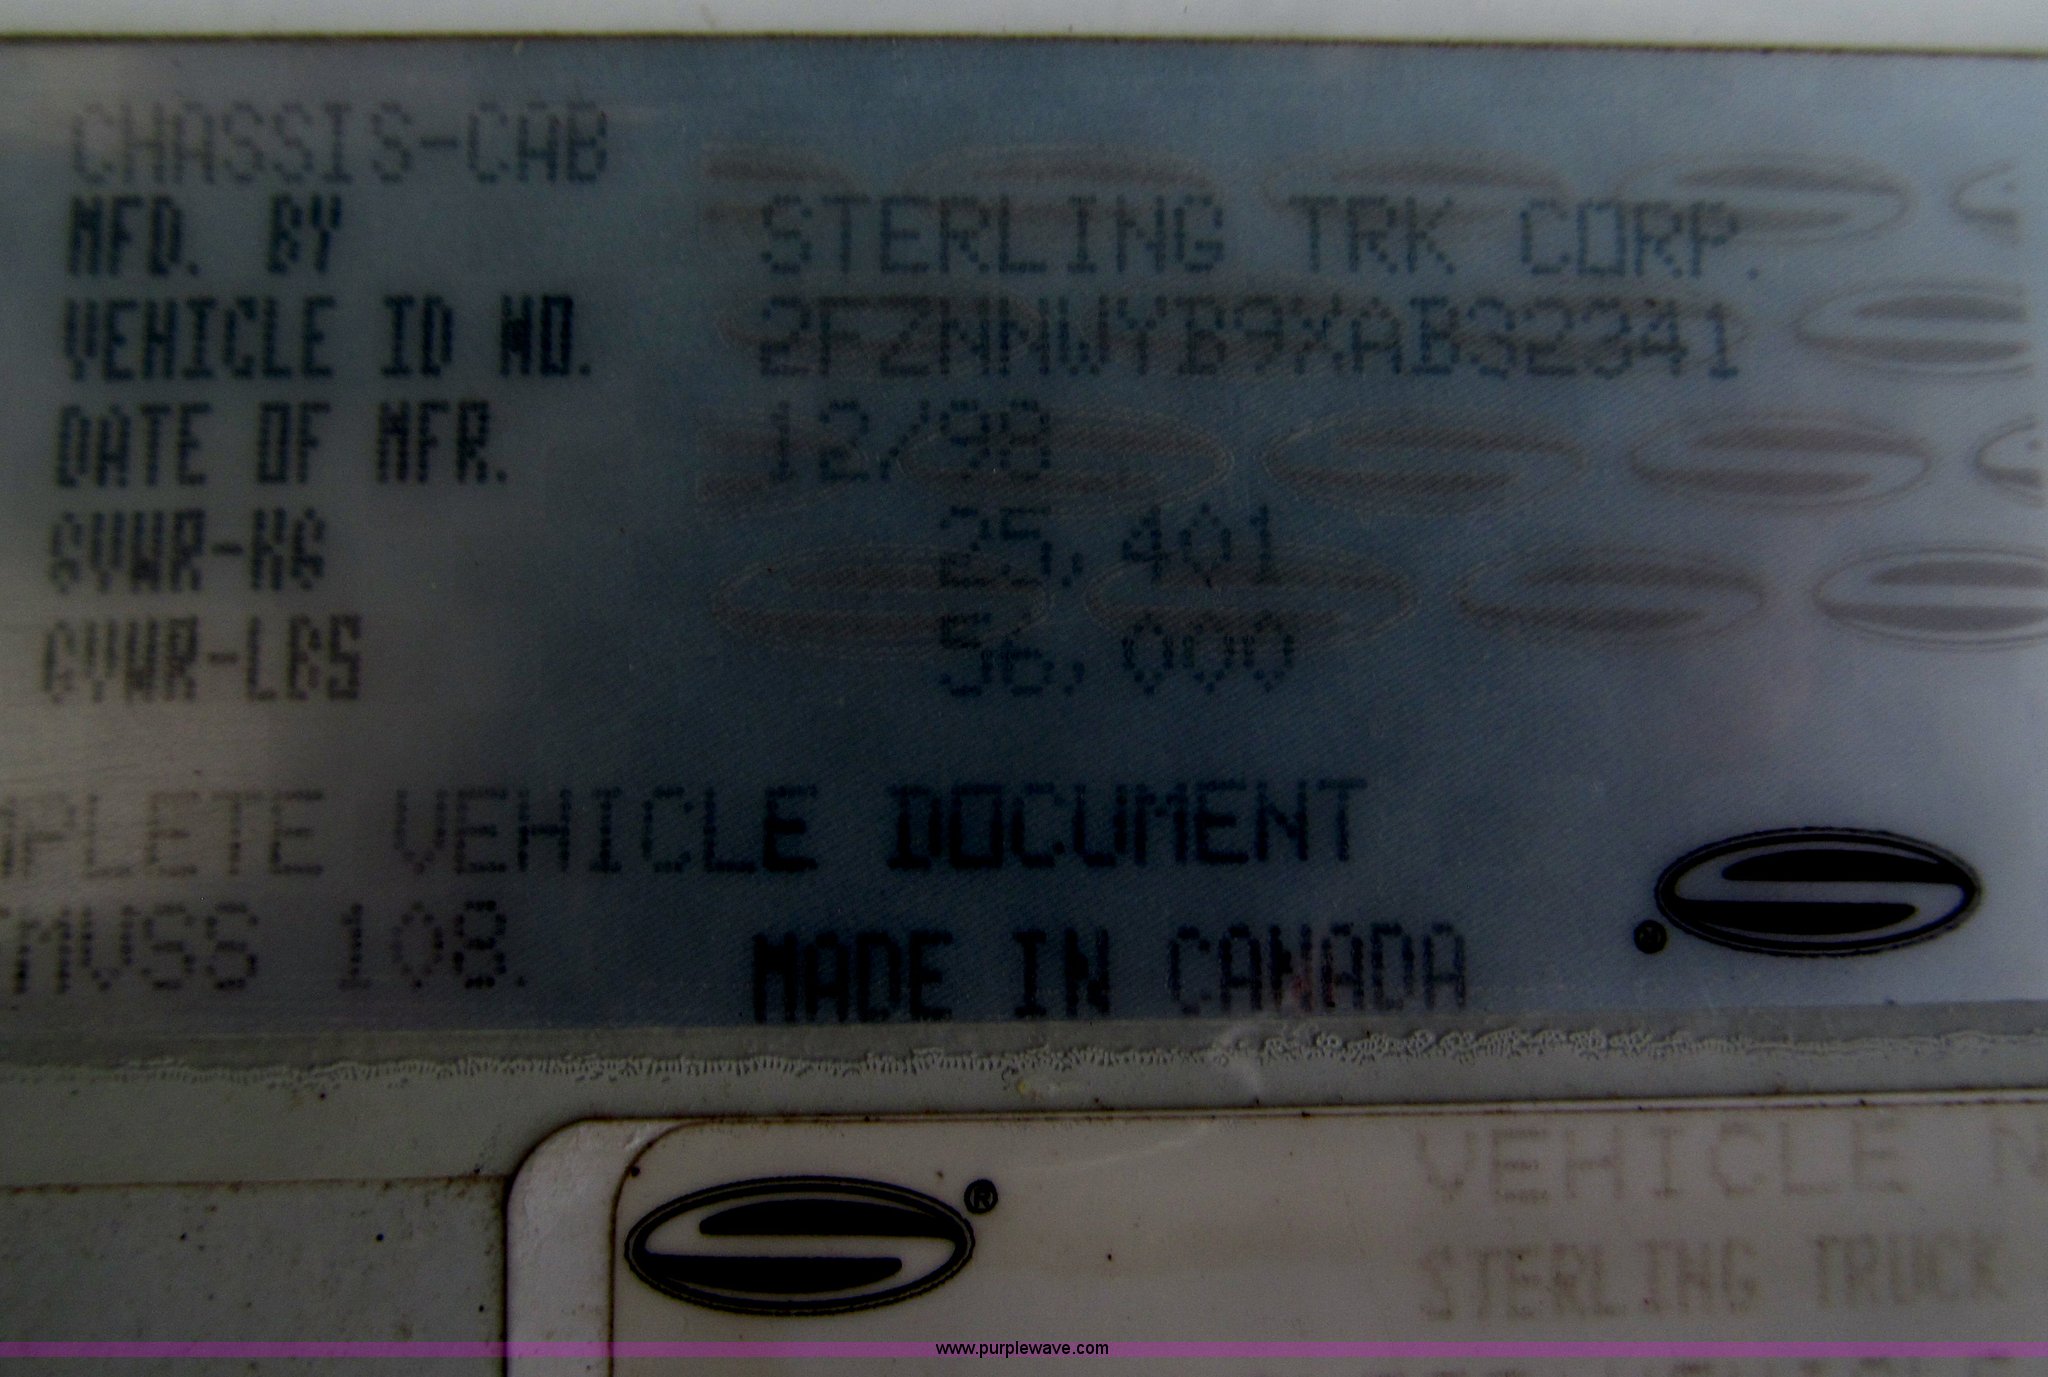 CHASSIS-CAB
MFD. BY STERLING TRK CORP.
VEHICLE ID NO. 2FZNNWYB9XAB32341
DATE OF MFR. 12/98
GVWR-KG 25,401
GVWR-LBS 56,000
MPLETE VEHICLE DOCUMENT
MVSS 108.
MADE IN CANADA
®
®
VEHICLE N
STERLING TRUCK
www.purplewave.com